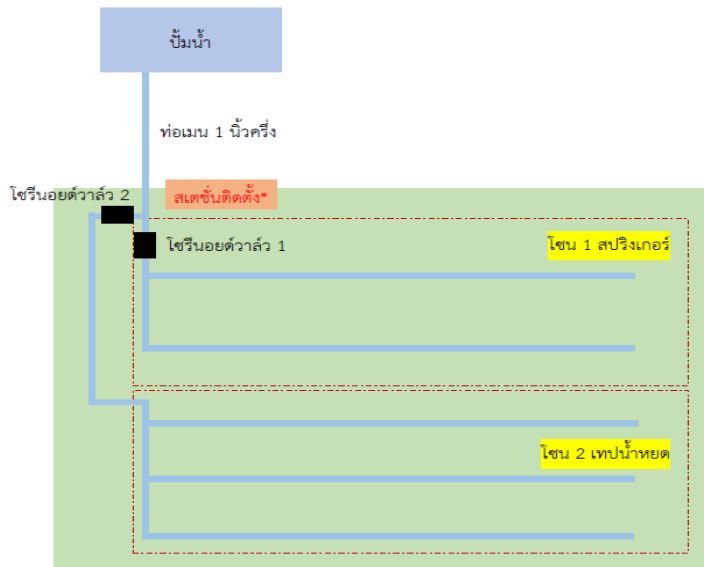 ปั้มน้ำ
ท่อเมน 1 นิ้วครึ่ง
โซรีนอยด์วาล์ว 2
สเตชั่นติดตั้ง*
โซรีนอยด์วาล์ว 1
โซน 1 สปริงเกอร์
โซน 2 เทปน้ำหยด